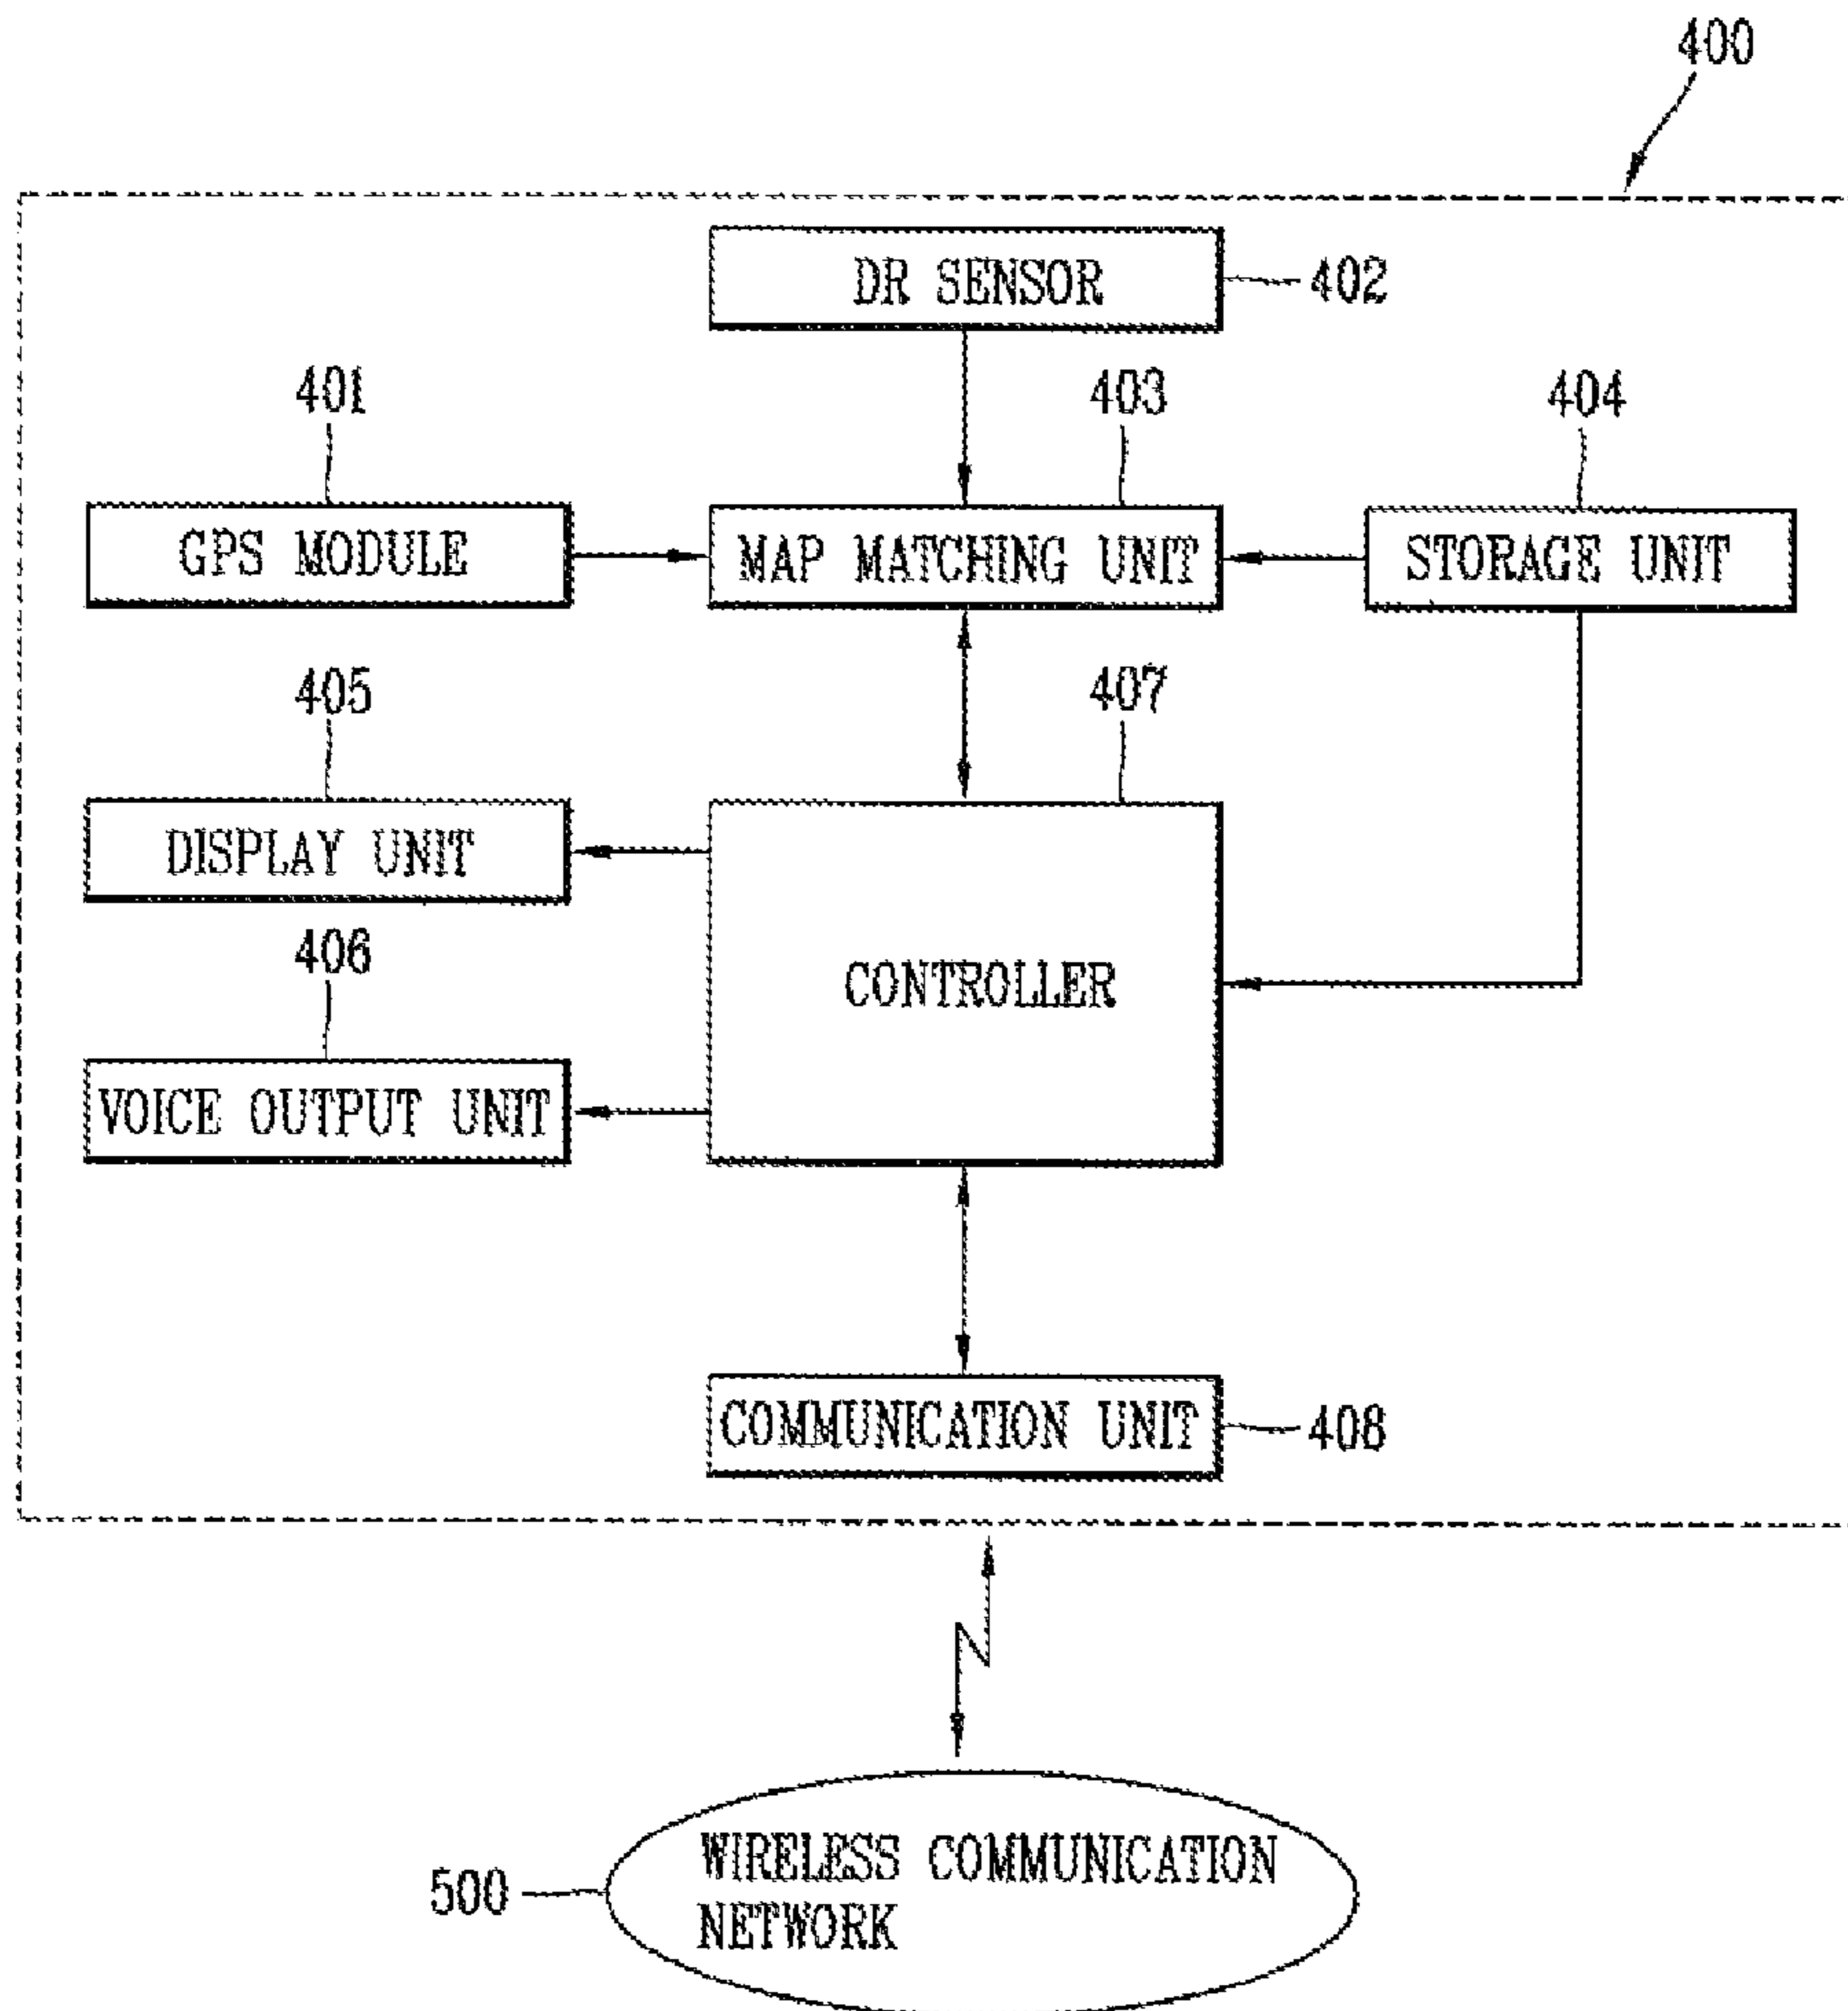 400
DR SENSOR
402
401
403
404
GPS MODULE
MAP MATCHING UNIT
STORAGE UNIT
405
407
DISPLAY UNIT
406
CONTROLLER
VOICE OUTPUT UNIT
COMMUNICATION UNIT
408
500
WIRELESS COMMUNICATION
NETWORK